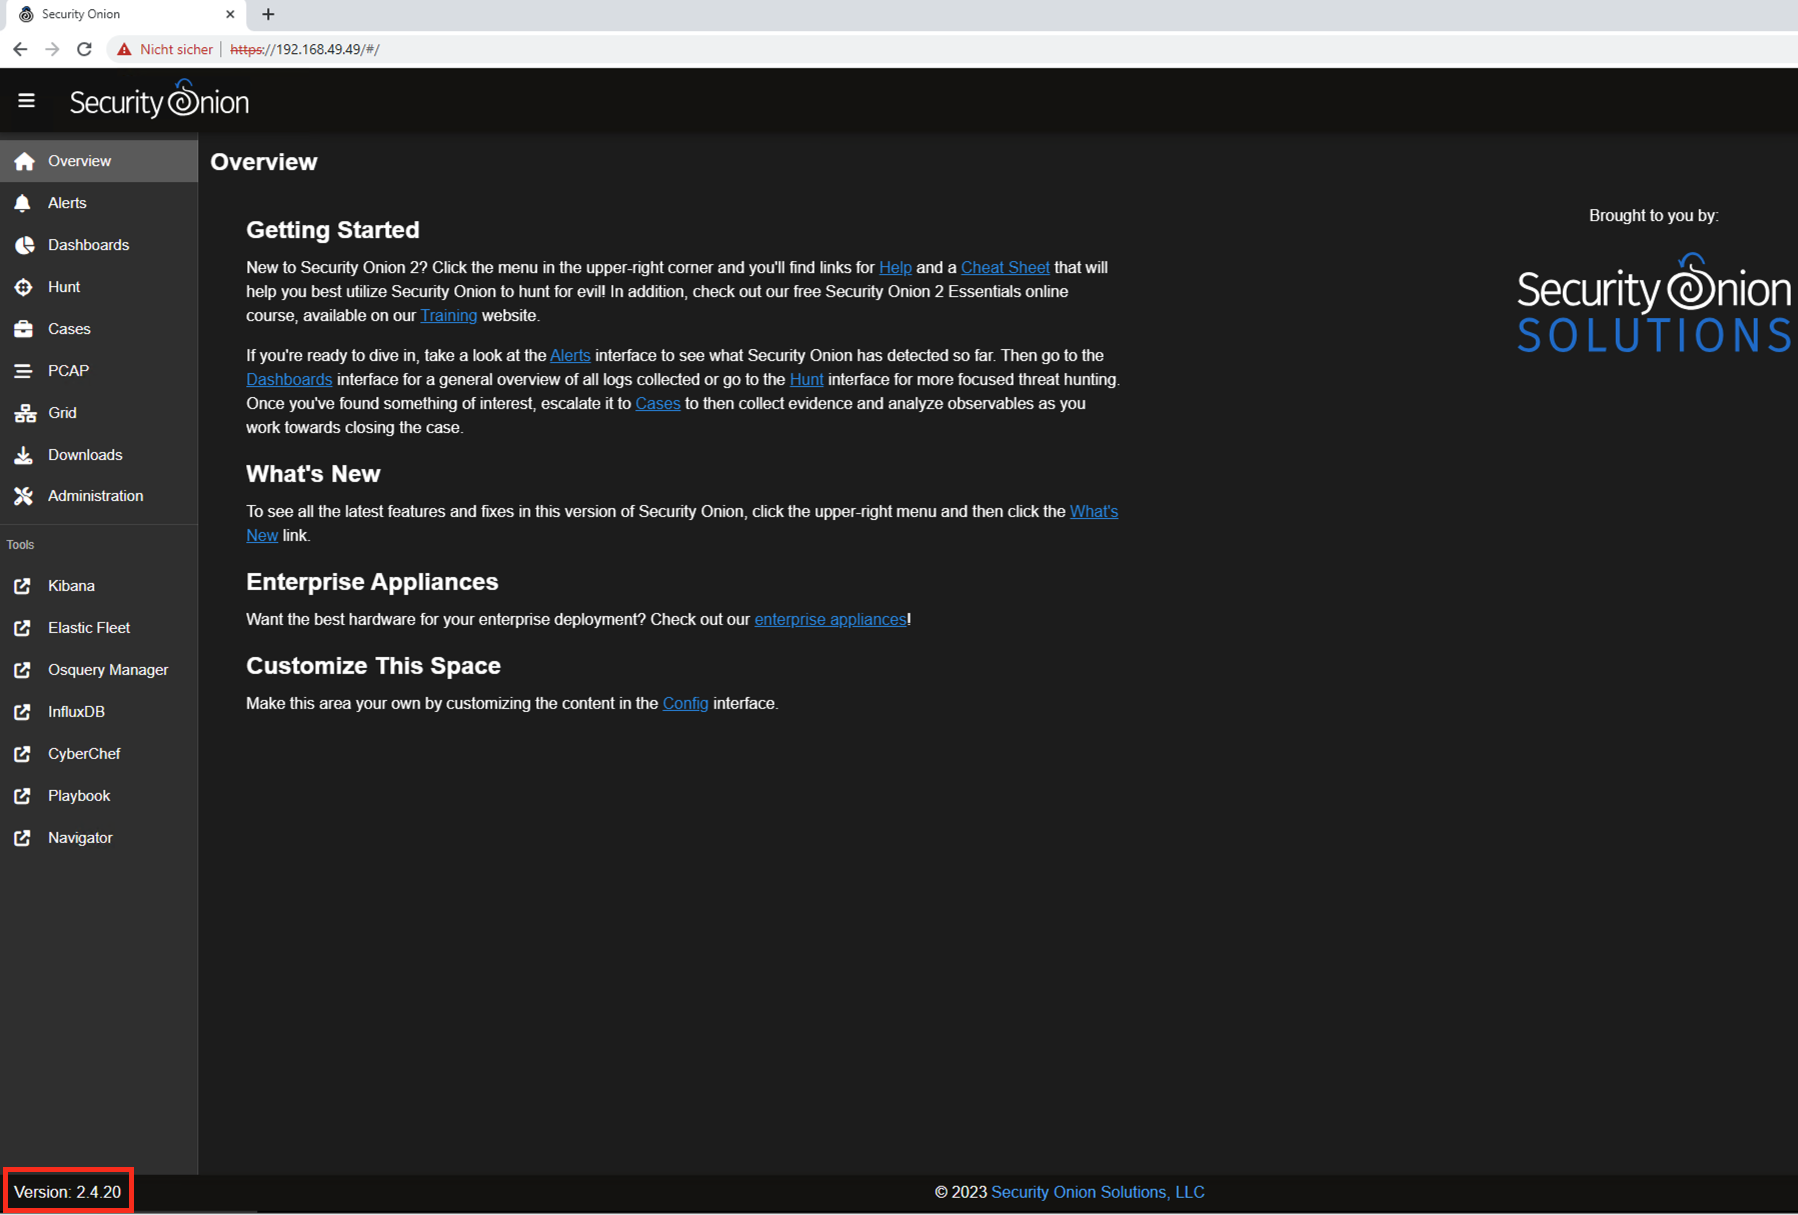 Security Onion
Nicht sicher https://192.168.49.49/#/
Security Onion
Overview
Alerts
Dashboards
Hunt
Cases
PCAP
Grid
Downloads
Administration
Tools
Kibana
Elastic Fleet
Osquery Manager
InfluxDB
CyberChef
Playbook
Navigator
Overview
Getting Started
New to Security Onion 2? Click the menu in the upper-right corner and you'll find links for Help and a Cheat Sheet that will
help you best utilize Security Onion to hunt for evil! In addition, check out our free Security Onion 2 Essentials online
course, available on our Training website.
If you're ready to dive in, take a look at the Alerts interface to see what Security Onion has detected so far. Then go to the
Dashboards interface for a general overview of all logs collected or go to the Hunt interface for more focused threat hunting.
Once you've found something of interest, escalate it to Cases to then collect evidence and analyze observables as you
work towards closing the case.
What's New
To see all the latest features and fixes in this version of Security Onion, click the upper-right menu and then click the What's
New link.
Enterprise Appliances
Want the best hardware for your enterprise deployment? Check out our enterprise appliances!
Customize This Space
Make this area your own by customizing the content in the Config interface.
Brought to you by:
Security Onion
SOLUTIONS
Version: 2.4.20
© 2023 Security Onion Solutions, LLC